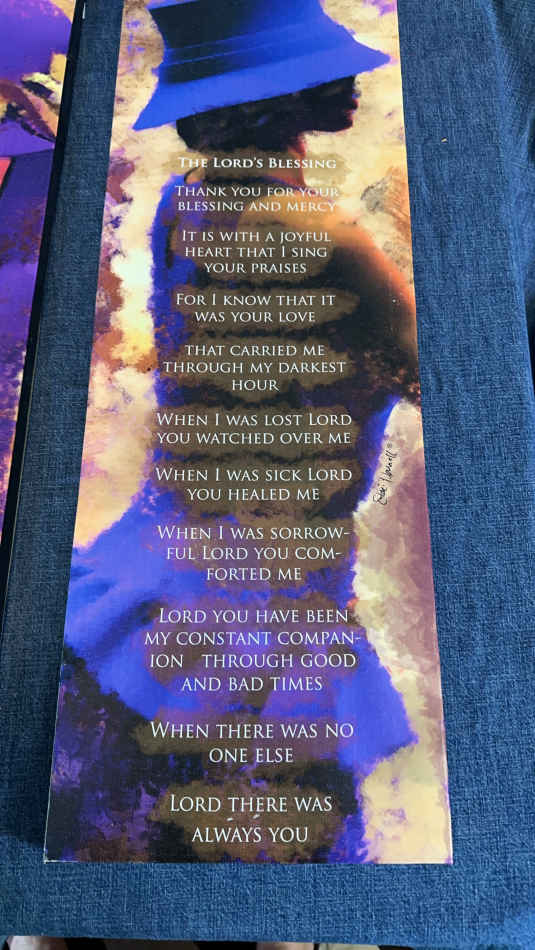 The Lord's Blessing
Thank you for your
blessing and mercy
It is with a joyful
heart that I sing
your praises
For I know that it
was your love
that carried me
through my darkest
hour
When I was lost Lord
you watched over me
When I was sick Lord
you healed me
When I was sorrow-
ful Lord you com-
forted me
Lord you have been
my constant compan-
ion through good
and bad times
When there was no
one else
Lord there was
always you